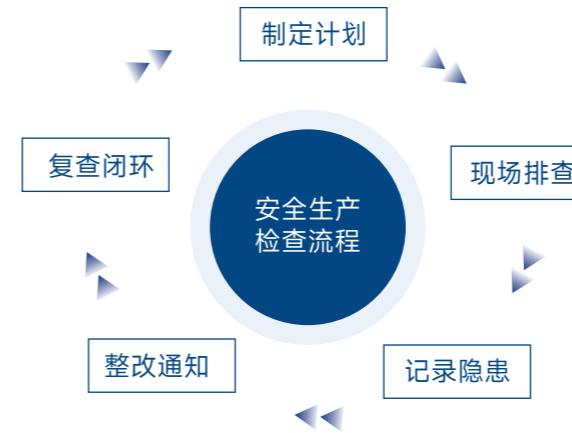 制定计划
复查闭环
现场排查
安全生产
检查流程
整改通知
记录隐患